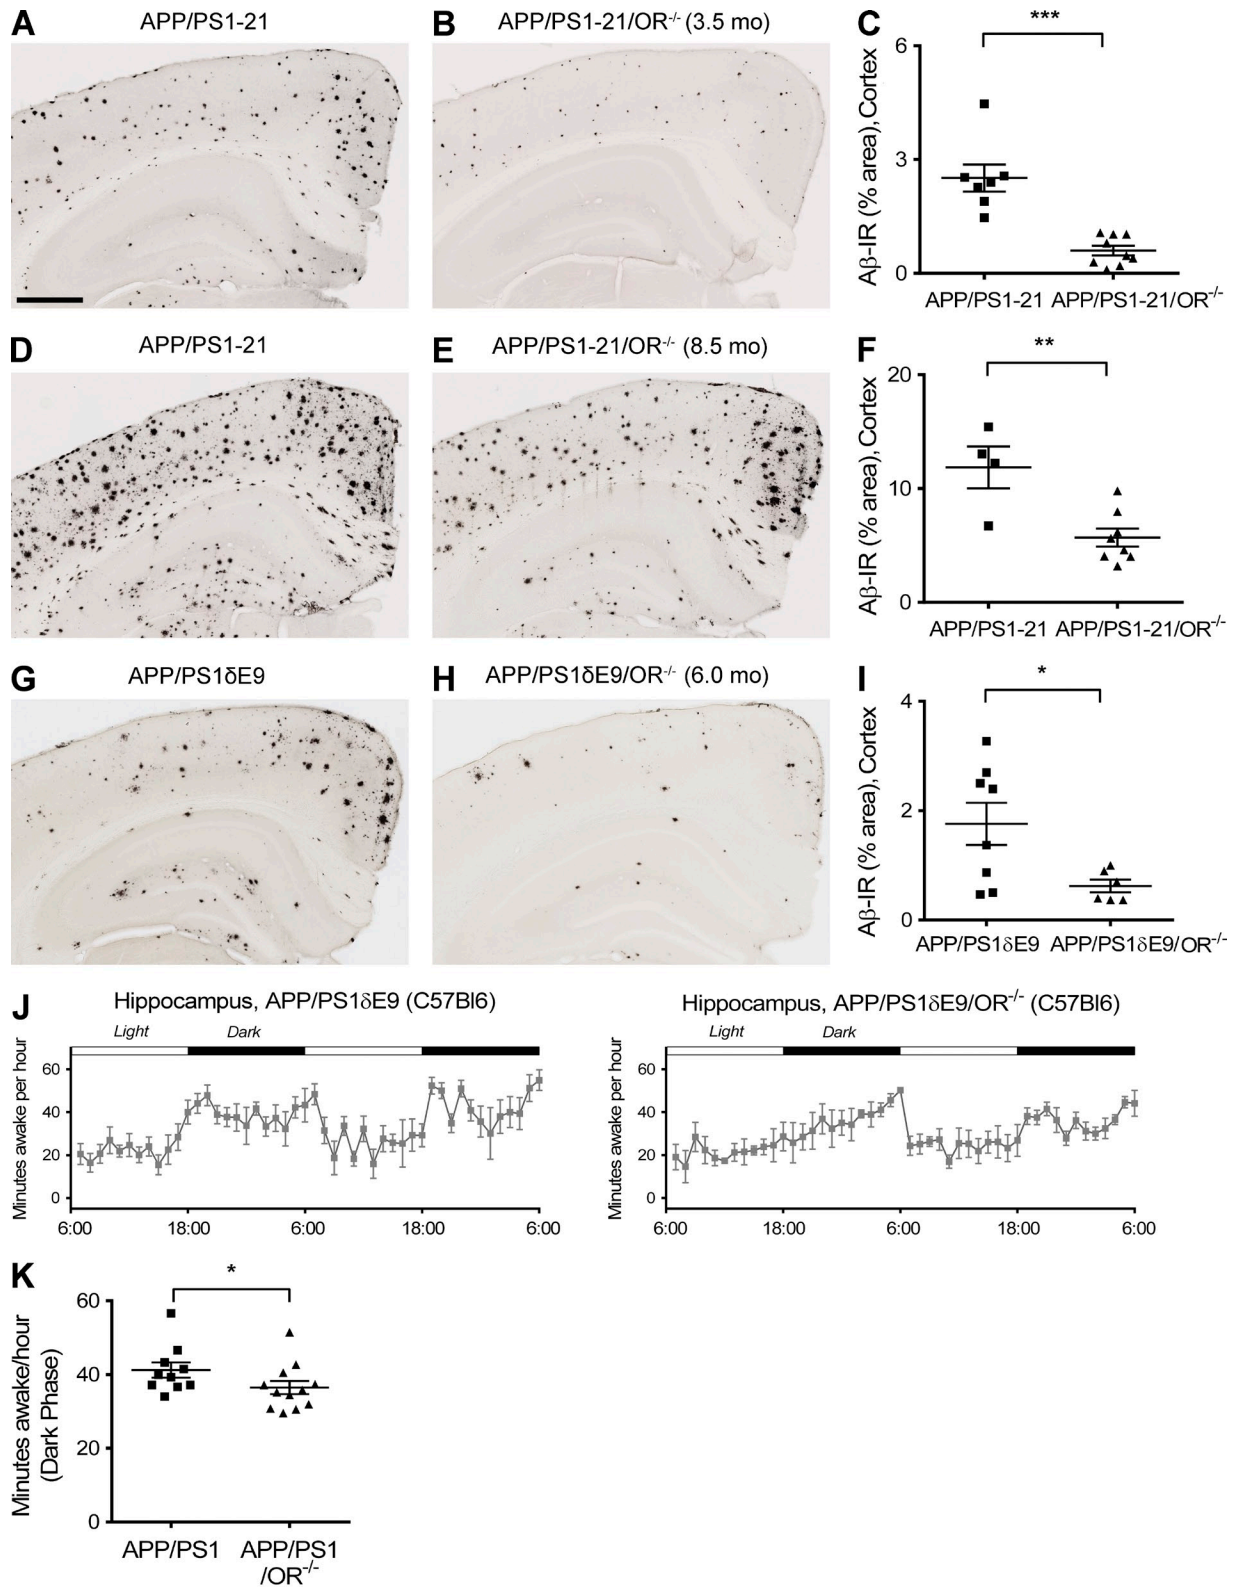 A APP/PS1-21
B APP/PS1-21/OR-/- (3.5 mo)
C ***
Aβ-IR (% area), Cortex
6
3
0
APP/PS1-21 APP/PS1-21/OR-/-
D APP/PS1-21
E APP/PS1-21/OR-/- (8.5 mo)
F **
Aβ-IR (% area), Cortex
20
10
0
APP/PS1-21 APP/PS1-21/OR-/-
G APP/PS1δE9
H APP/PS1δE9/OR-/- (6.0 mo)
I *
Aβ-IR (% area), Cortex
4
2
0
APP/PS1δE9 APP/PS1δE9/OR-/-
J Hippocampus, APP/PS1δE9 (C57Bl6)
Light Dark
Minutes awake per hour
60
40
20
0
6:00 18:00 6:00 18:00 6:00
Hippocampus, APP/PS1δE9/OR-/- (C57Bl6)
Light Dark
Minutes awake per hour
60
40
20
0
6:00 18:00 6:00 18:00 6:00
K *
Minutes awake/hour
(Dark Phase)
60
40
20
0
APP/PS1 APP/PS1
/OR-/-